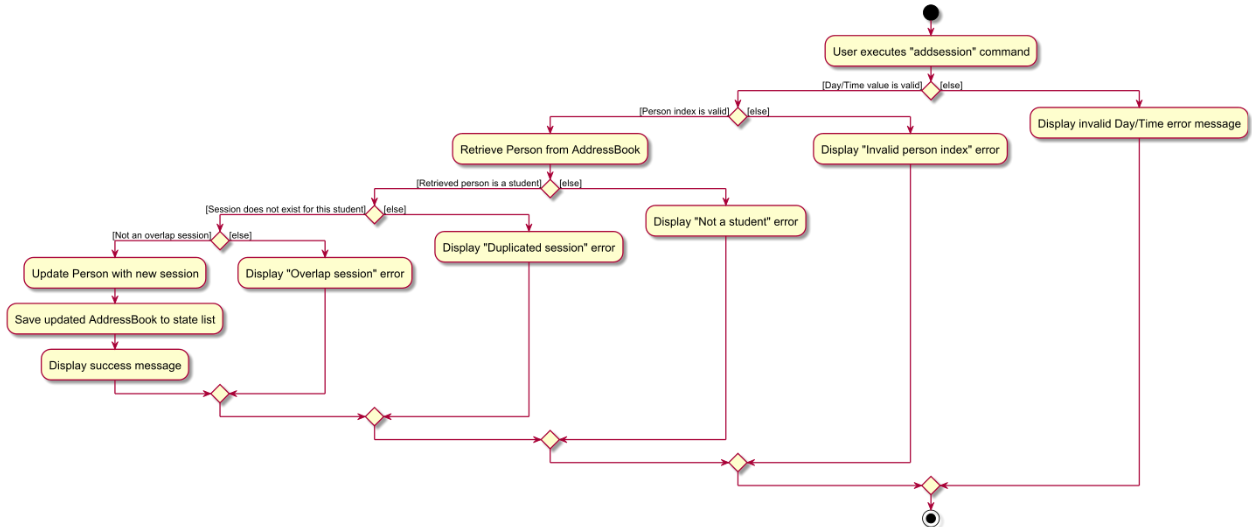 User executes "addsession" command
[Day/Time value is valid]
[else]
[Person index is valid]
[else]
Display invalid Day/Time error message
Retrieve Person from AddressBook
Display "Invalid person index" error
[Retrieved person is a student]
[else]
[Session does not exist for this student]
[else]
Display "Not a student" error
[Not an overlap session]
[else]
Display "Duplicated session" error
Update Person with new session
Display "Overlap session" error
Save updated AddressBook to state list
Display success message